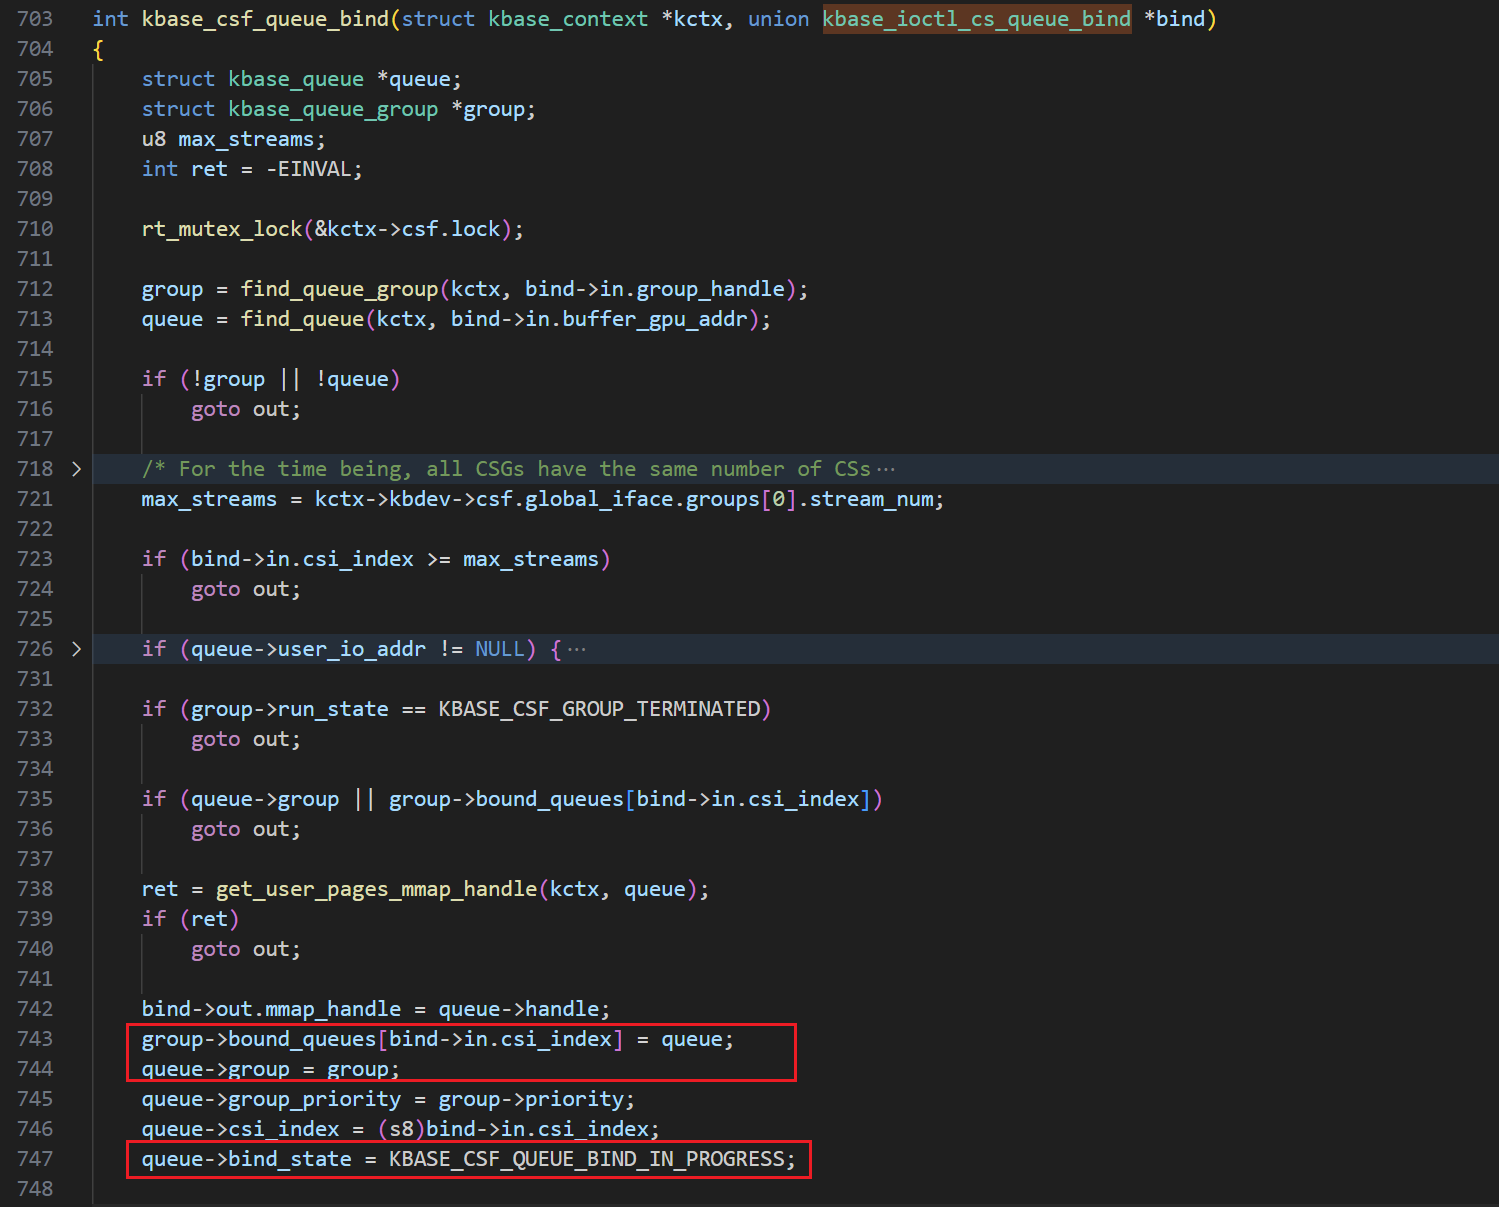 703 int kbase_csf_queue_bind(struct kbase_context *kctx, union kbase_ioctl_cs_queue_bind *bind)
704 {
705     struct kbase_queue *queue;
706     struct kbase_queue_group *group;
707     u8 max_streams;
708     int ret = -EINVAL;
709
710     rt_mutex_lock(&kctx->csf.lock);
711
712     group = find_queue_group(kctx, bind->in.group_handle);
713     queue = find_queue(kctx, bind->in.buffer_gpu_addr);
714
715     if (!group || !queue)
716         goto out;
717
718 >   /* For the time being, all CSGs have the same number of CSs ···
721     max_streams = kctx->kbdev->csf.global_iface.groups[0].stream_num;
722
723     if (bind->in.csi_index >= max_streams)
724         goto out;
725
726 >   if (queue->user_io_addr != NULL) { ···
731
732     if (group->run_state == KBASE_CSF_GROUP_TERMINATED)
733         goto out;
734
735     if (queue->group || group->bound_queues[bind->in.csi_index])
736         goto out;
737
738     ret = get_user_pages_mmap_handle(kctx, queue);
739     if (ret)
740         goto out;
741
742     bind->out.mmap_handle = queue->handle;
743     group->bound_queues[bind->in.csi_index] = queue;
744     queue->group = group;
745     queue->group_priority = group->priority;
746     queue->csi_index = (s8)bind->in.csi_index;
747     queue->bind_state = KBASE_CSF_QUEUE_BIND_IN_PROGRESS;
748